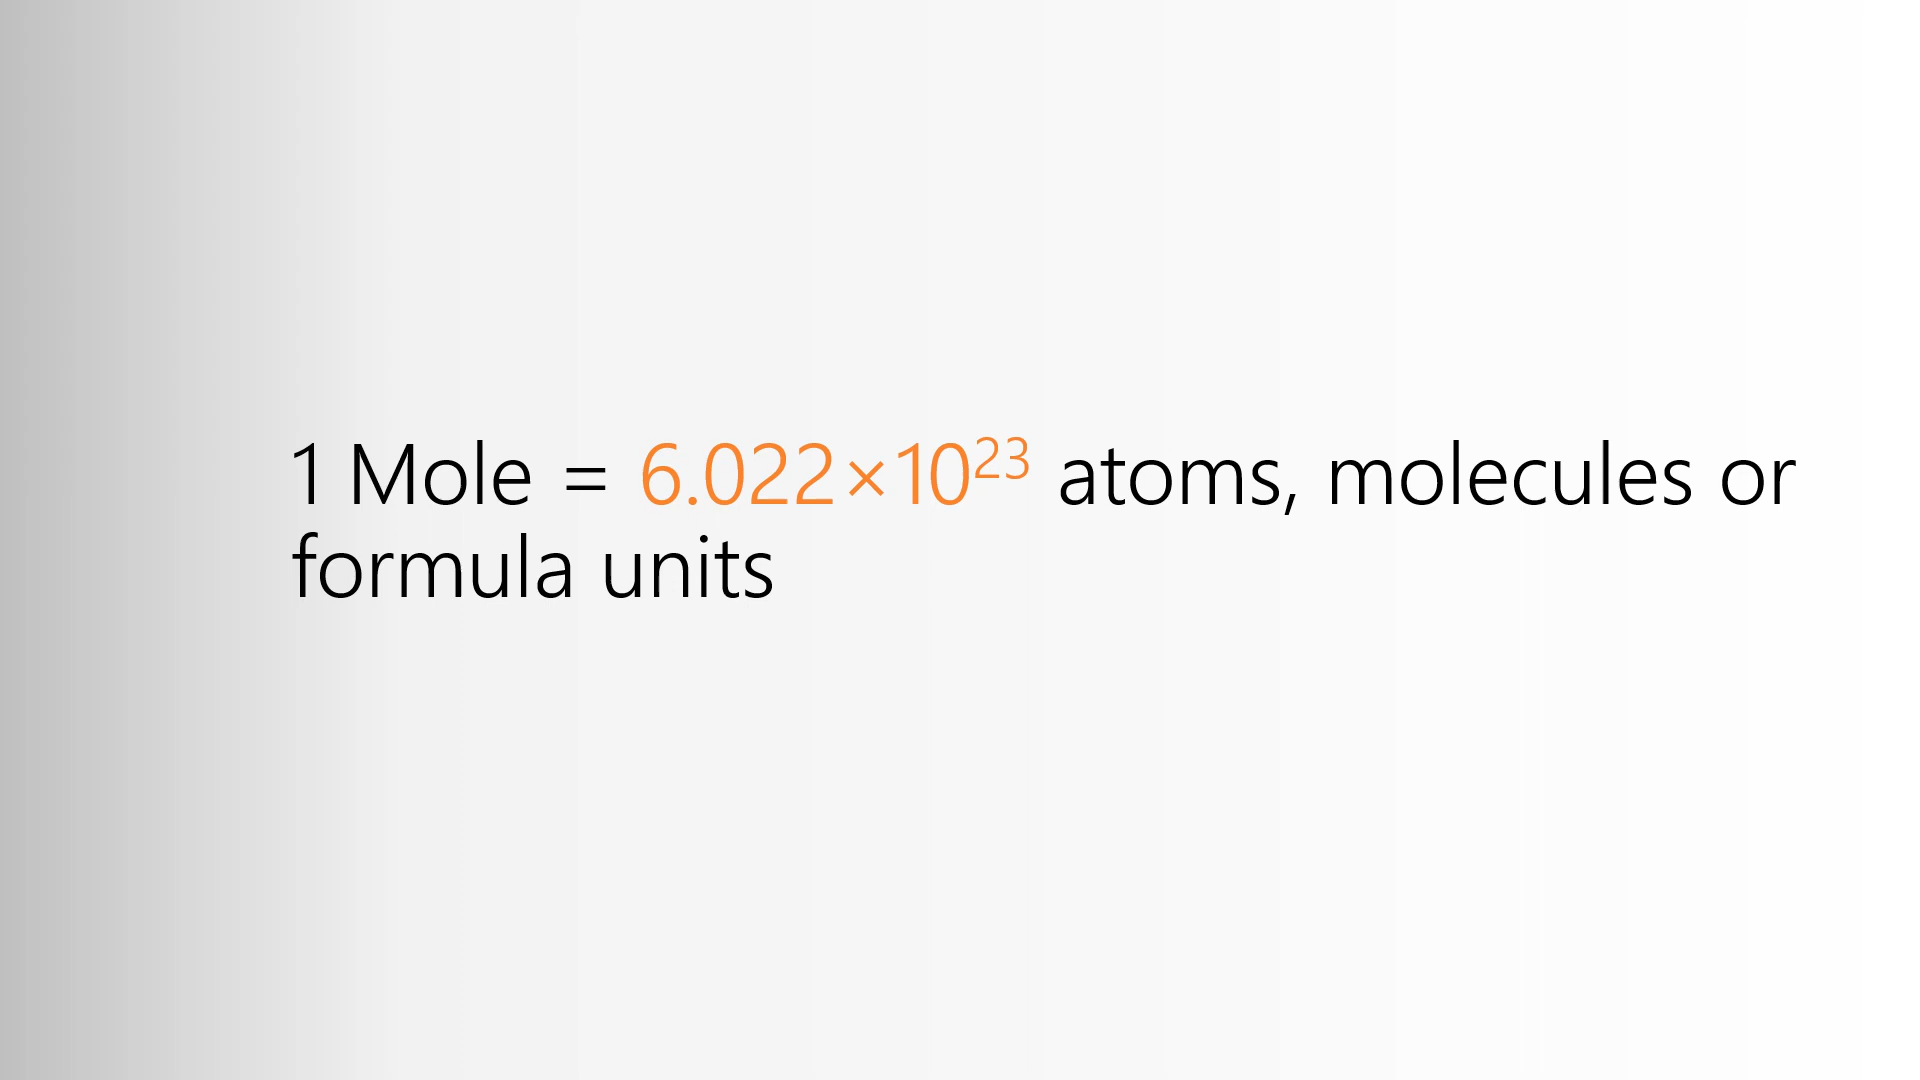 1 Mole = 6.022×10²³ atoms, molecules or
formula units